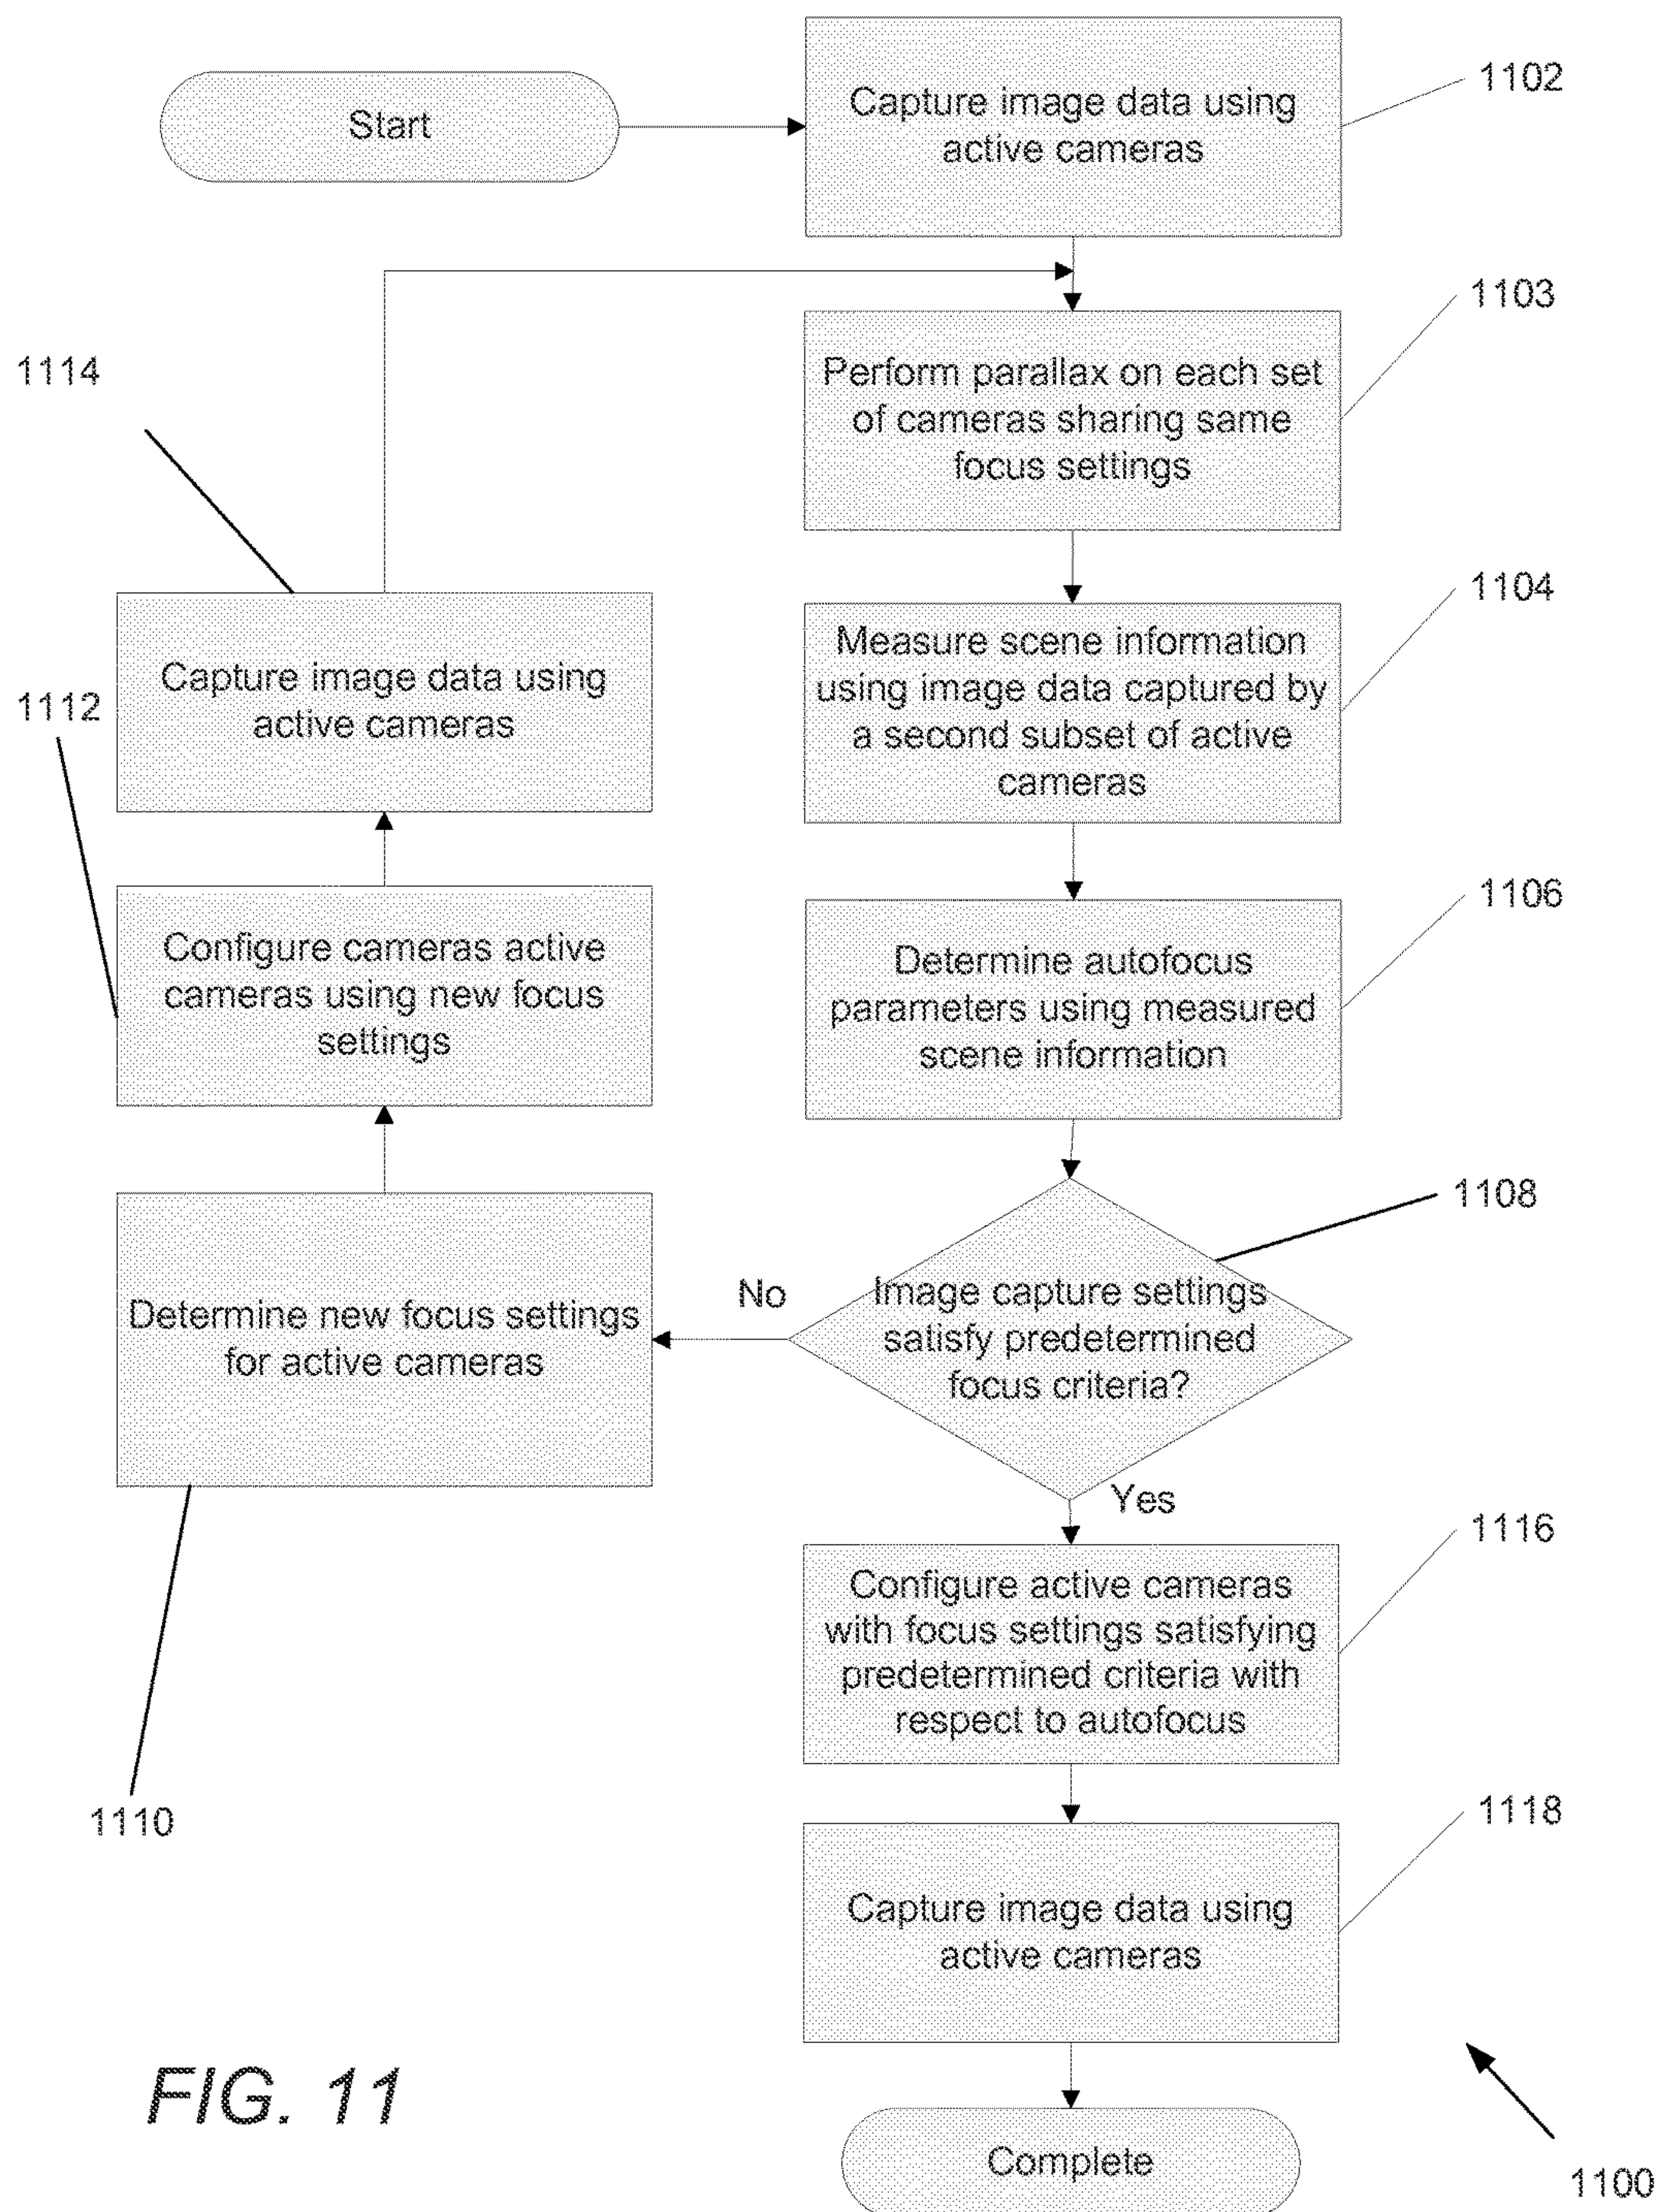 Start
Capture image data using
active cameras
1102
1103
Perform parallax on each set
of cameras sharing same
focus settings
1114
1104
Measure scene information
using image data captured by
a second subset of active
cameras
Capture image data using
active cameras
1112
1106
Determine autofocus
parameters using measured
scene information
Configure cameras active
cameras using new focus
settings
1108
Image capture settings
satisfy predetermined
focus criteria?
No
Determine new focus settings
for active cameras
Yes
1116
Configure active cameras
with focus settings satisfying
predetermined criteria with
respect to autofocus
1110
1118
Capture image data using
active cameras
FIG. 11
Complete
1100